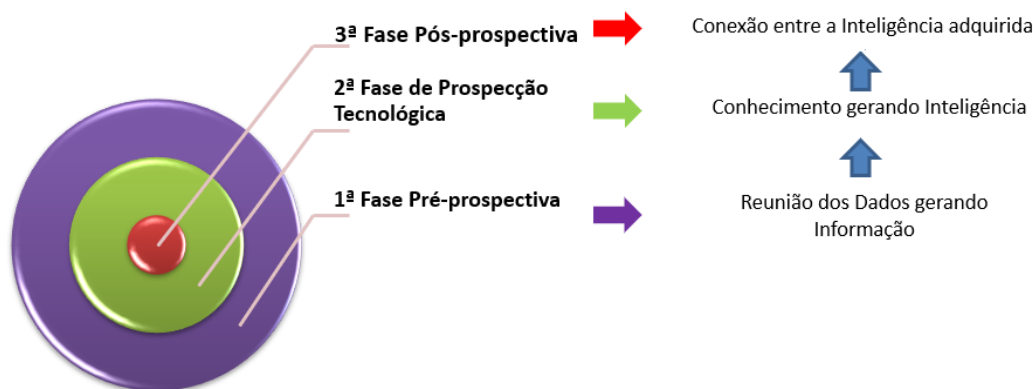 3ª Fase Pós-prospectiva
Conexão entre a Inteligência adquirida
2ª Fase de Prospecção
Tecnológica
Conhecimento gerando Inteligência
1ª Fase Pré-prospectiva
Reunião dos Dados gerando
Informação